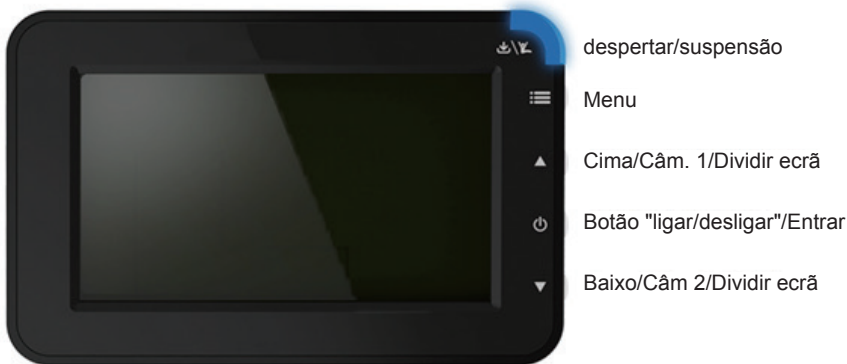 despertar/suspensão
Menu
Cima/Câm. 1/Dividir ecrã
Botão "ligar/desligar"/Entrar
Baixo/Câm 2/Dividir ecrã